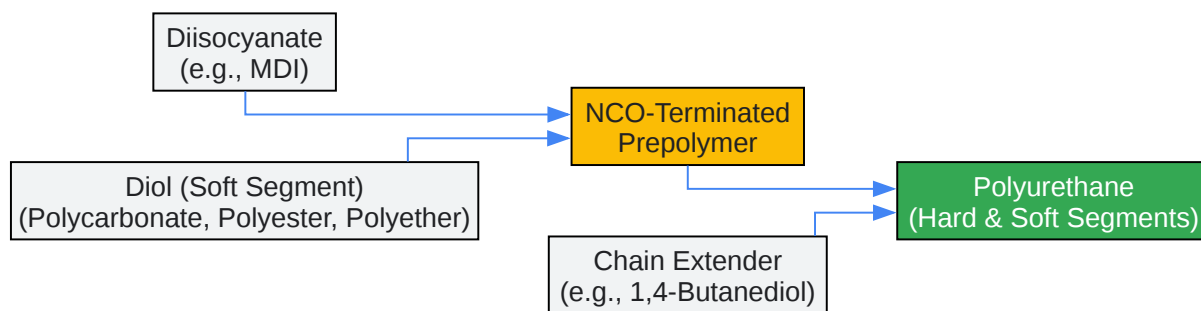 Diisocyanate
(e.g., MDI)
NCO-Terminated
Prepolymer
Diol (Soft Segment)
(Polycarbonate, Polyester, Polyether)
Polyurethane
(Hard & Soft Segments)
Chain Extender
(e.g., 1,4-Butanediol)